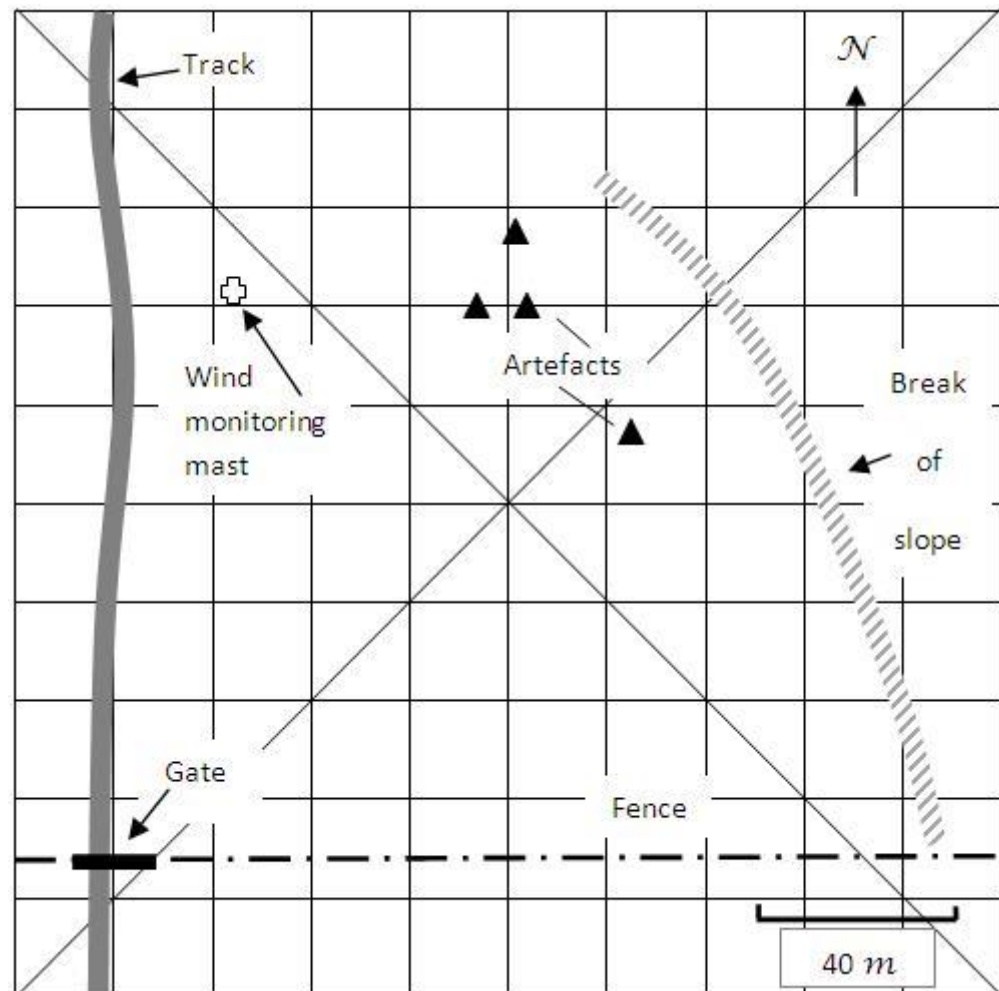 Track
N
Artefacts
Wind
monitoring
mast
Break
of
slope
Gate
Fence
40 m